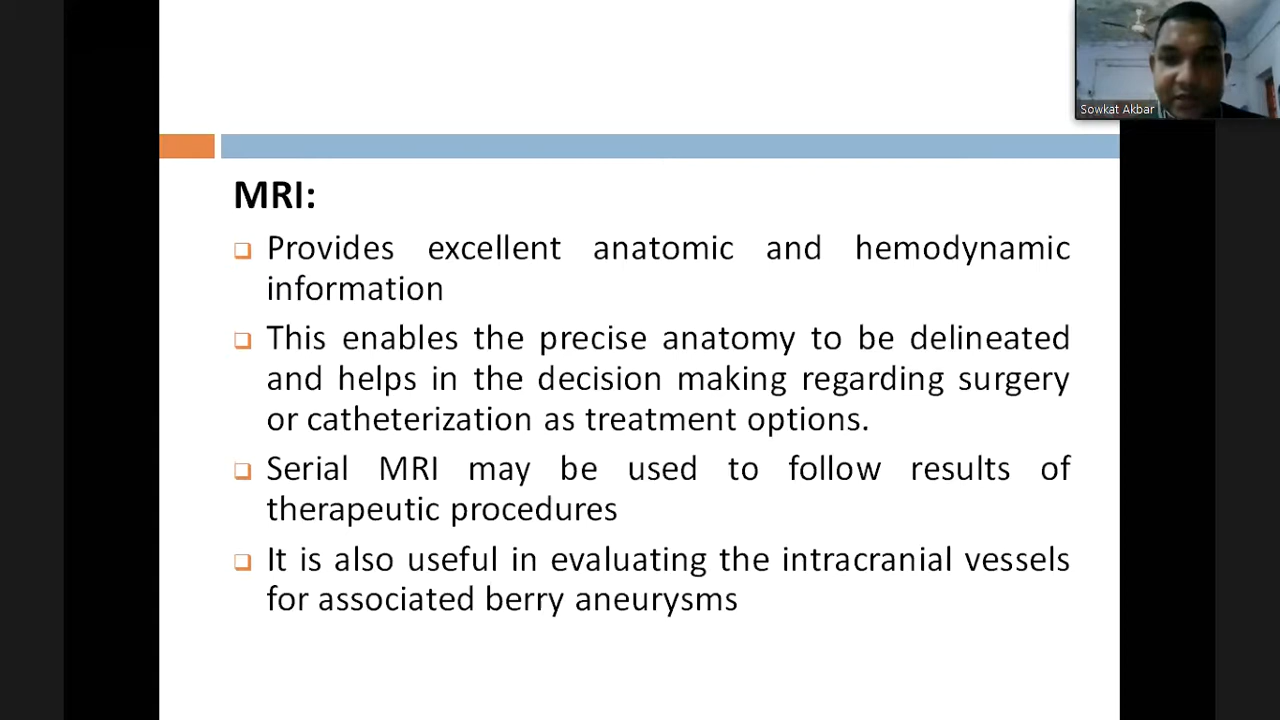 Sowkat Akbar
MRI:
Provides excellent anatomic and hemodynamic
information
This enables the precise anatomy to be delineated
and helps in the decision making regarding surgery
or catheterization as treatment options.
Serial MRI may be used to follow results of
therapeutic procedures
It is also useful in evaluating the intracranial vessels
for associated berry aneurysms